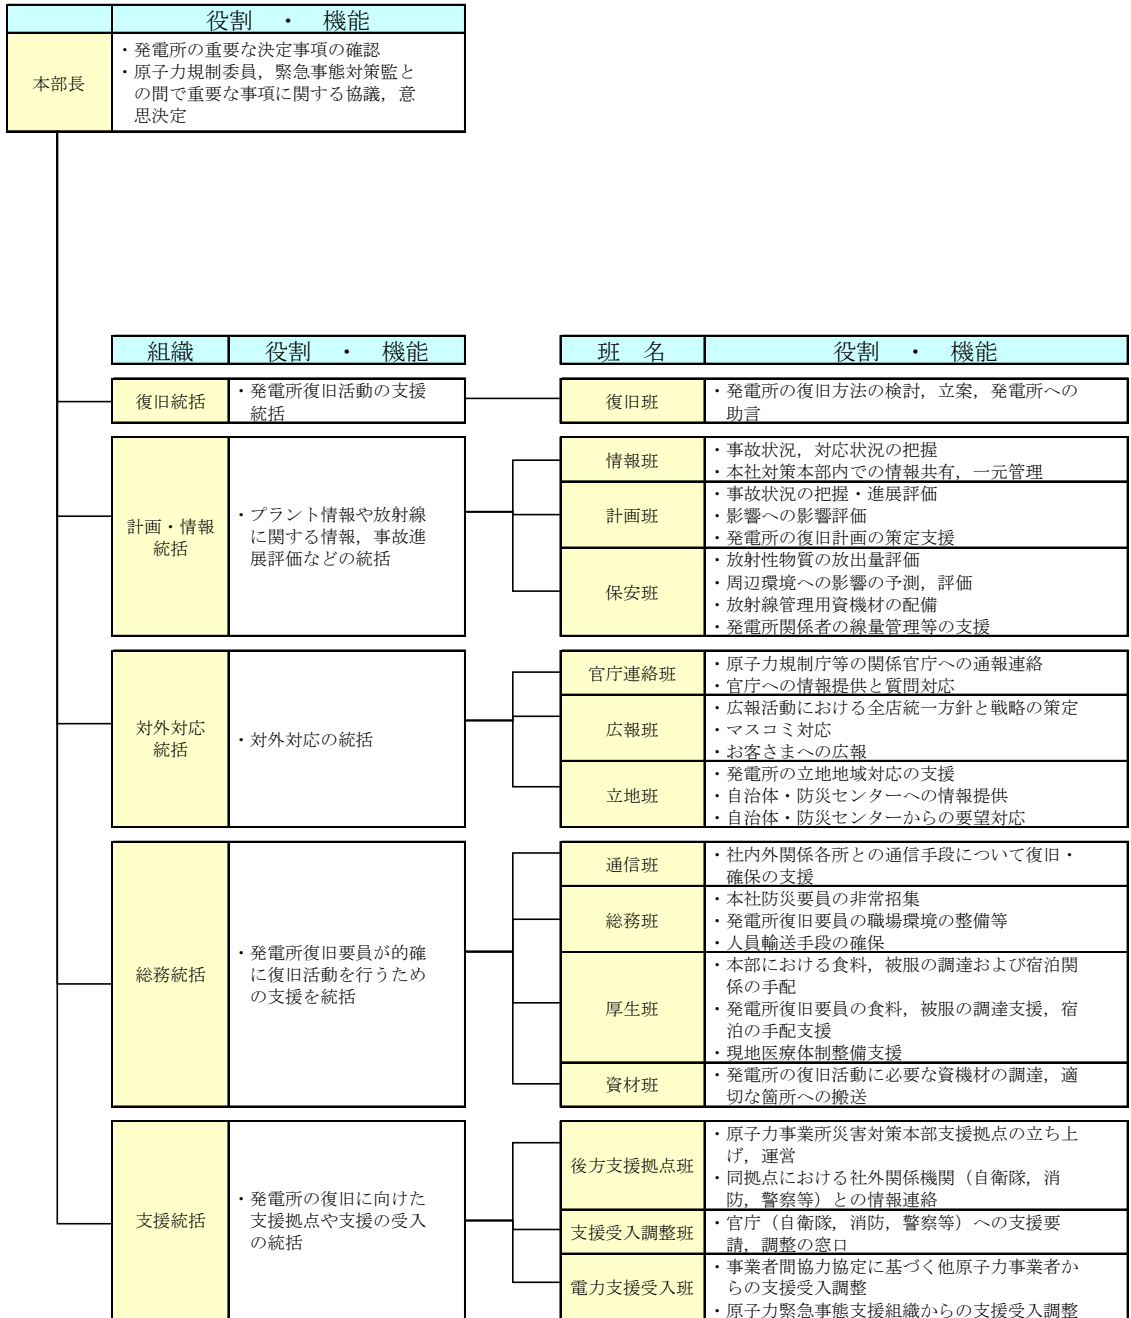 役割 ・ 機能
本部長
・発電所の重要な決定事項の確認
・原子力規制委員，緊急事態対策監と
の間で重要な事項に関する協議，意
思決定
組織
役割 ・ 機能
班 名
役割 ・ 機能
復旧統括
・発電所復旧活動の支援
統括
復旧班
・発電所の復旧方法の検討，立案，発電所への
助言
計画・情報
統括
・プラント情報や放射線
に関する情報，事故進
展評価などの統括
情報班
・事故状況，対応状況の把握
・本社対策本部内での情報共有，一元管理
計画班
・事故状況の把握・進展評価
・影響への影響評価
・発電所の復旧計画の策定支援
保安班
・放射性物質の放出量評価
・周辺環境への影響の予測，評価
・放射線管理用資機材の配備
・発電所関係者の線量管理等の支援
対外対応
統括
・対外対応の統括
官庁連絡班
・原子力規制庁等の関係官庁への通報連絡
・官庁への情報提供と質問対応
広報班
・広報活動における全店統一方針と戦略の策定
・マスコミ対応
・お客さまへの広報
立地班
・発電所の立地地域対応の支援
・自治体・防災センターへの情報提供
・自治体・防災センターからの要望対応
総務統括
・発電所復旧要員が的確
に復旧活動を行うため
の支援を統括
通信班
・社内外関係各所との通信手段について復旧・
確保の支援
総務班
・本社防災要員の非常招集
・発電所復旧要員の職場環境の整備等
・人員輸送手段の確保
厚生班
・本部における食料，被服の調達および宿泊関
係の手配
・発電所復旧要員の食料，被服の調達支援，宿
泊の手配支援
・現地医療体制整備支援
資材班
・発電所の復旧活動に必要な資機材の調達，適
切な箇所への搬送
支援統括
・発電所の復旧に向けた
支援拠点や支援の受入
の統括
後方支援拠点班
・原子力事業所災害対策本部支援拠点の立ち上
げ，運営
・同拠点における社外関係機関（自衛隊，消
防，警察等）との情報連絡
支援受入調整班
・官庁（自衛隊，消防，警察等）への支援要
請，調整の窓口
電力支援受入班
・事業者間協力協定に基づく他原子力事業者か
らの支援受入調整
・原子力緊急事態支援組織からの支援受入調整